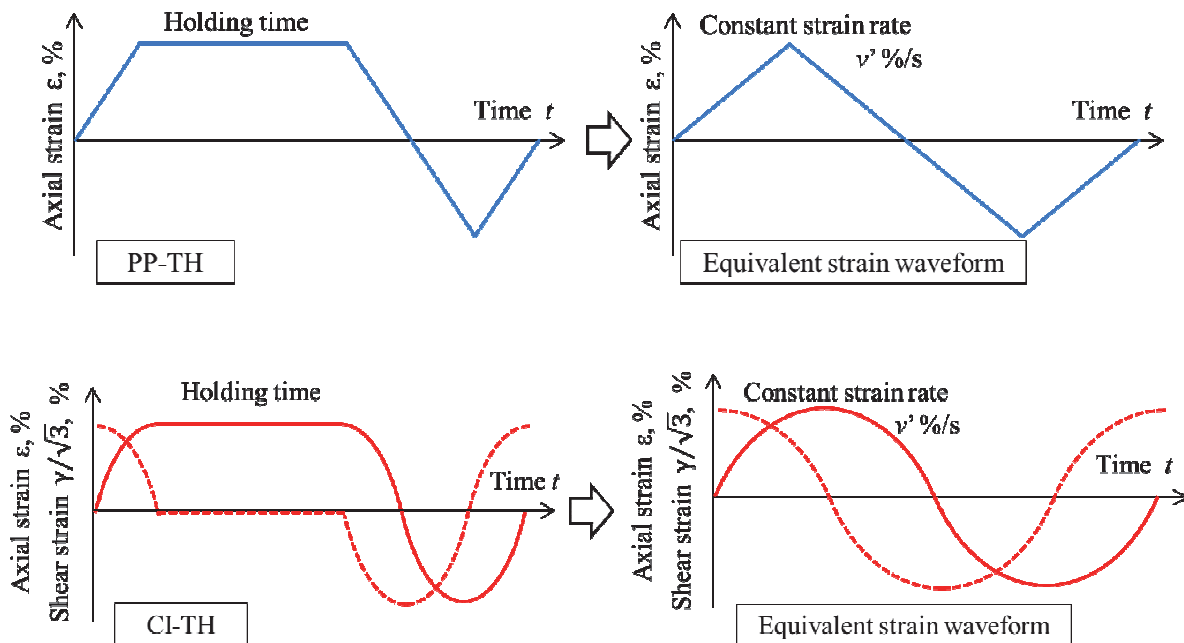 Axial strain ε, %
Holding time
Time t
PP-TH
Axial strain ε, %
Constant strain rate
v’ %/s
Time t
Equivalent strain waveform
Axial strain ε, %
Shear strain γ/√3, %
Holding time
Time t
CI-TH
Axial strain ε, %
Shear strain γ/√3, %
Constant strain rate
v’ %/s
Time t
Equivalent strain waveform